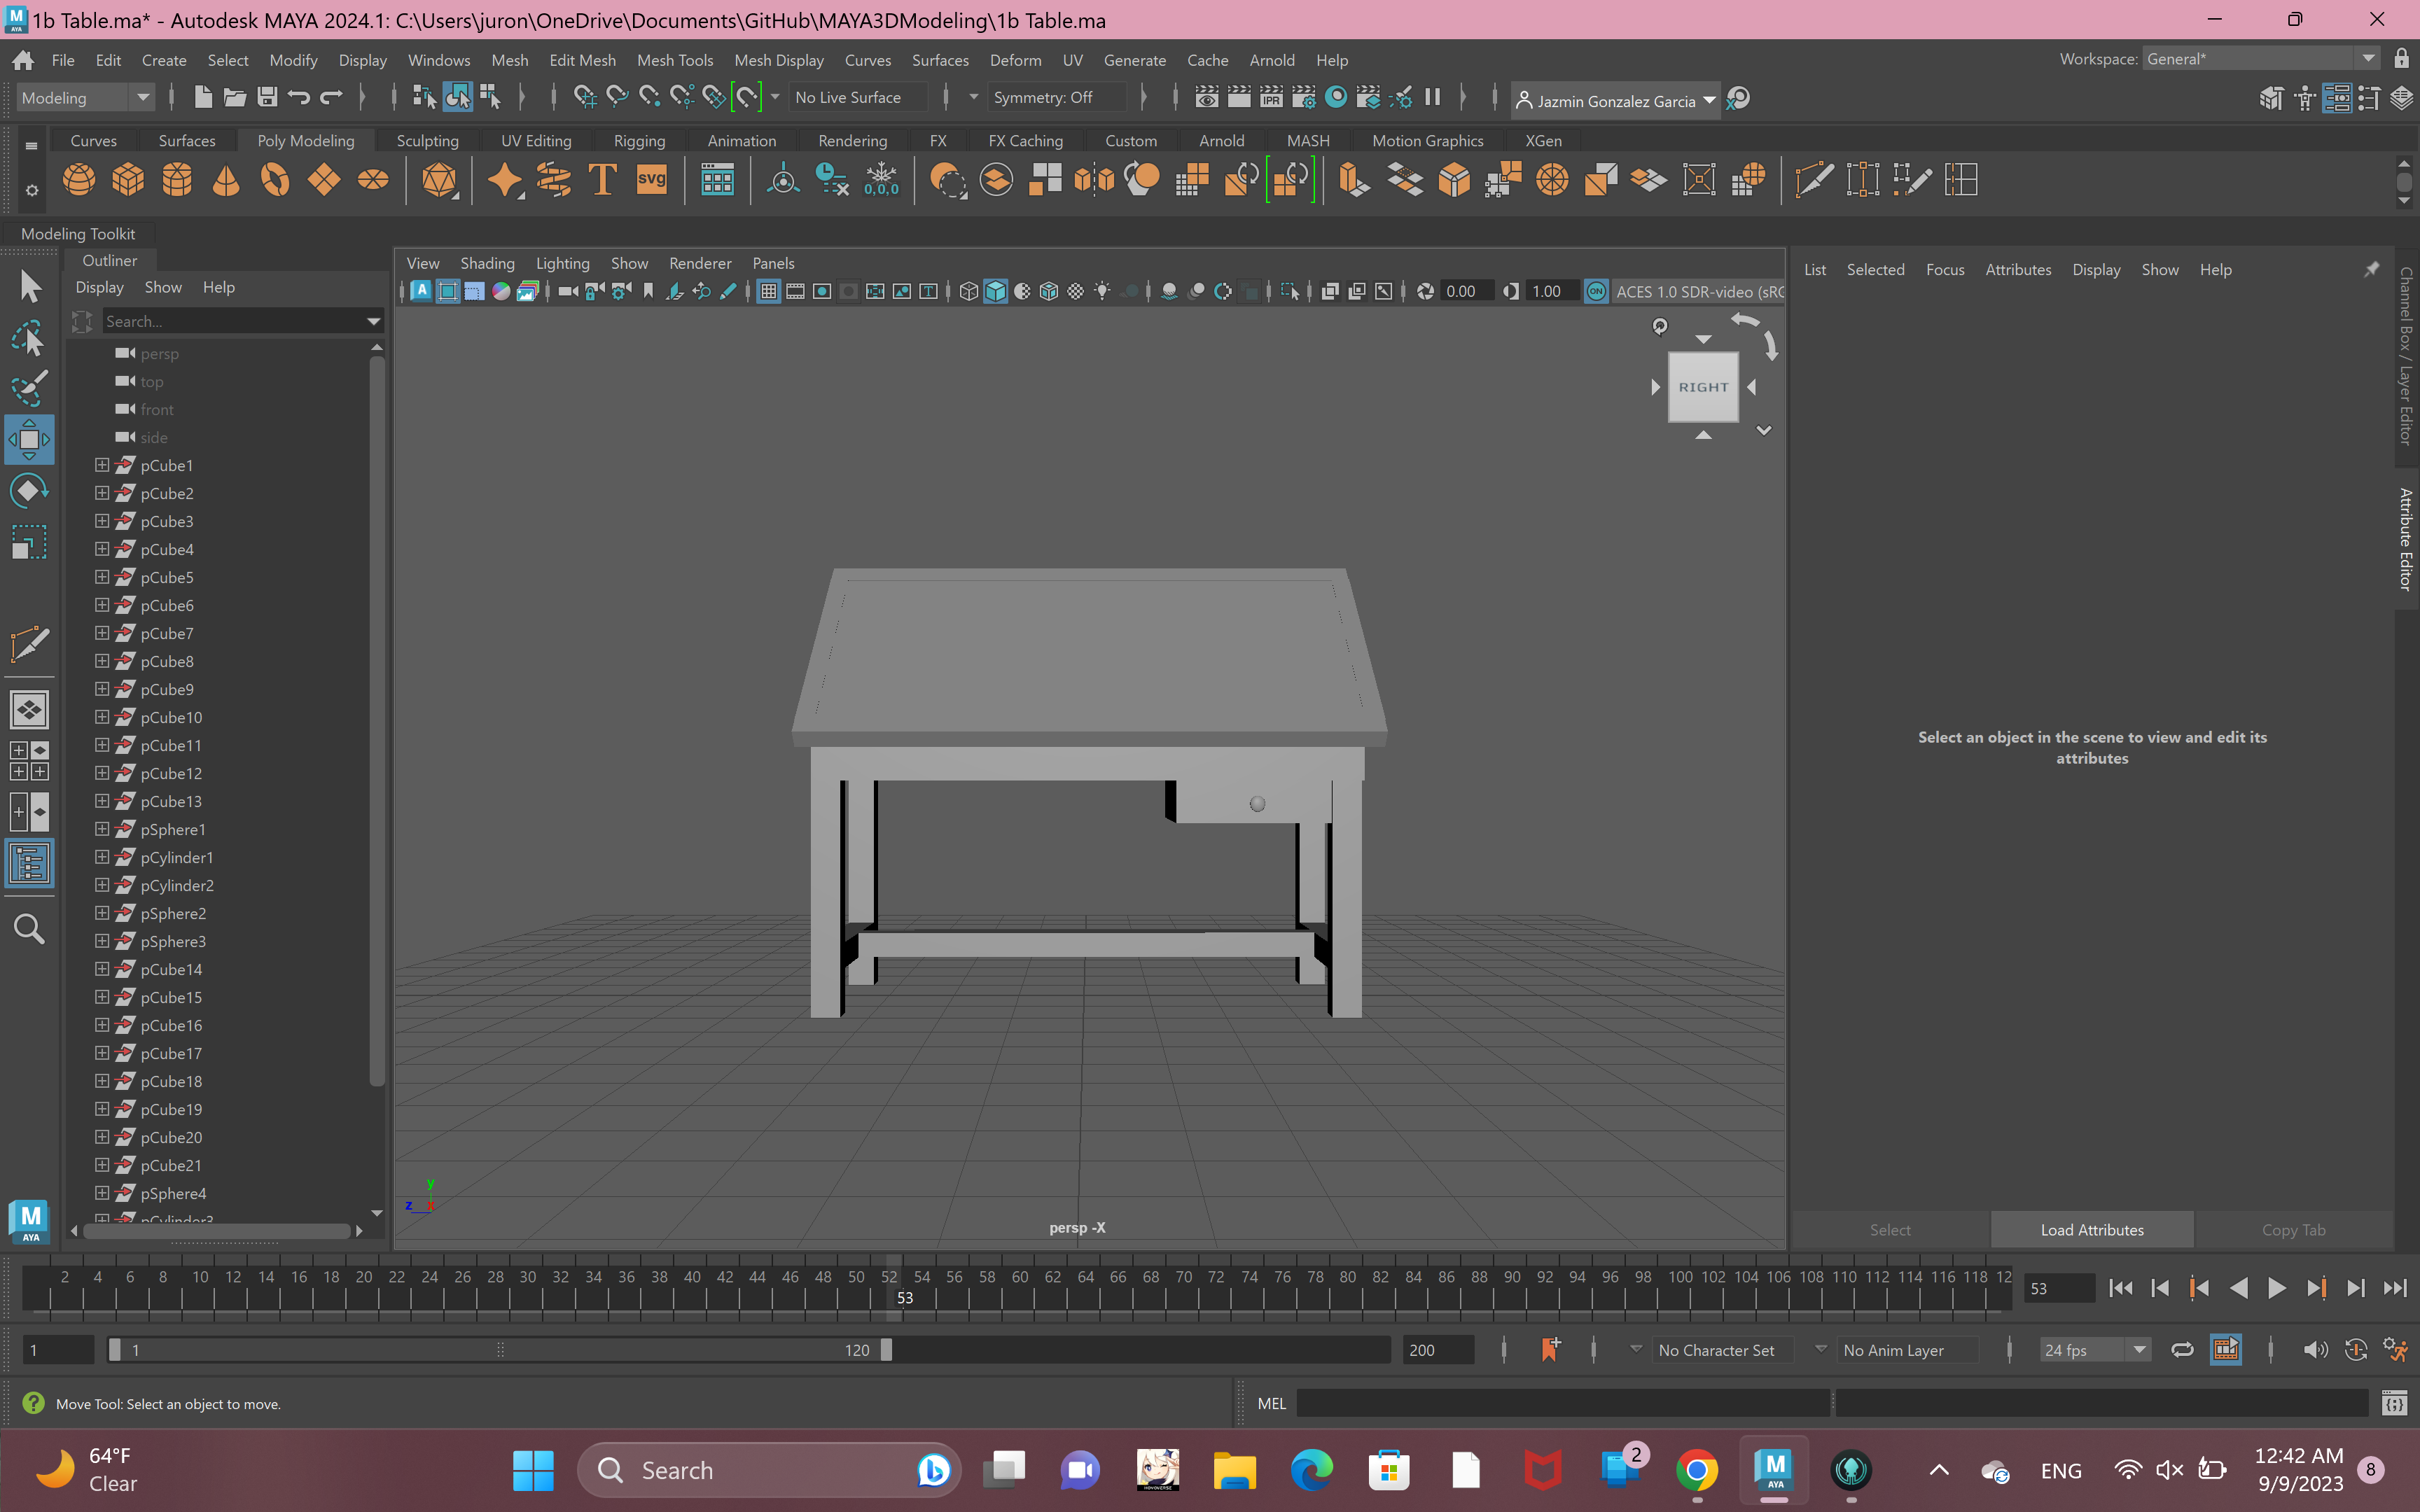 1b Table.ma* - Autodesk MAYA 2024.1: C:\Users\juron\OneDrive\Documents\GitHub\MAYA3DModeling\1b Table.ma
File Edit Create Select Modify Display Windows Mesh Edit Mesh Mesh Tools Mesh Display Curves Surfaces Deform UV Generate Cache Arnold Help
Workspace: General*
Modeling
No Live Surface
Symmetry: Off
IPR
Jazmin Gonzalez Garcia
Curves Surfaces Poly Modeling Sculpting UV Editing Rigging Animation Rendering FX FX Caching Custom Arnold MASH Motion Graphics XGen
svg
0,0,0
Modeling Toolkit
Outliner
Display Show Help
Search...
persp
top
front
side
pCube1
pCube2
pCube3
pCube4
pCube5
pCube6
pCube7
pCube8
pCube9
pCube10
pCube11
pCube12
pCube13
pSphere1
pCylinder1
pCylinder2
pSphere2
pSphere3
pCube14
pCube15
pCube16
pCube17
pCube18
pCube19
pCube20
pCube21
pSphere4
pCylinder3
View Shading Lighting Show Renderer Panels
0.00
1.00
ON
ACES 1.0 SDR-video (sRG
RIGHT
y
z x
persp -X
List Selected Focus Attributes Display Show Help
Select an object in the scene to view and edit its
attributes
Select
Load Attributes
Copy Tab
Channel Box / Layer Editor
Attribute Editor
2 4 6 8 10 12 14 16 18 20 22 24 26 28 30 32 34 36 38 40 42 44 46 48 50 52 54 56 58 60 62 64 66 68 70 72 74 76 78 80 82 84 86 88 90 92 94 96 98 100 102 104 106 108 110 112 114 116 118 12
53
53
1
1
120
200
No Character Set
No Anim Layer
24 fps
Move Tool: Select an object to move.
MEL
M
AYA
64°F
Clear
Search
2
M
AYA
ENG
12:42 AM
9/9/2023
8